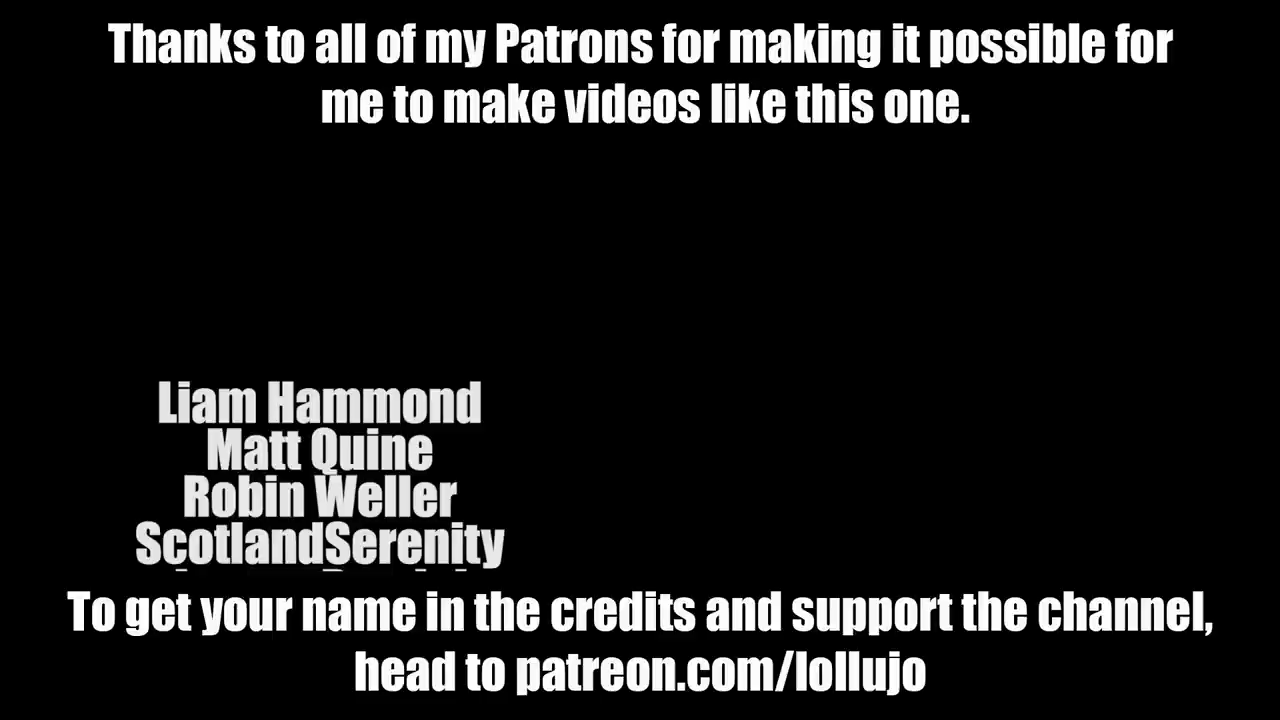 Thanks to all of my Patrons for making it possible for
me to make videos like this one.
Liam Hammond
Matt Quine
Robin Weller
ScotlandSerenity
To get your name in the credits and support the channel,
head to patreon.com/lollujo